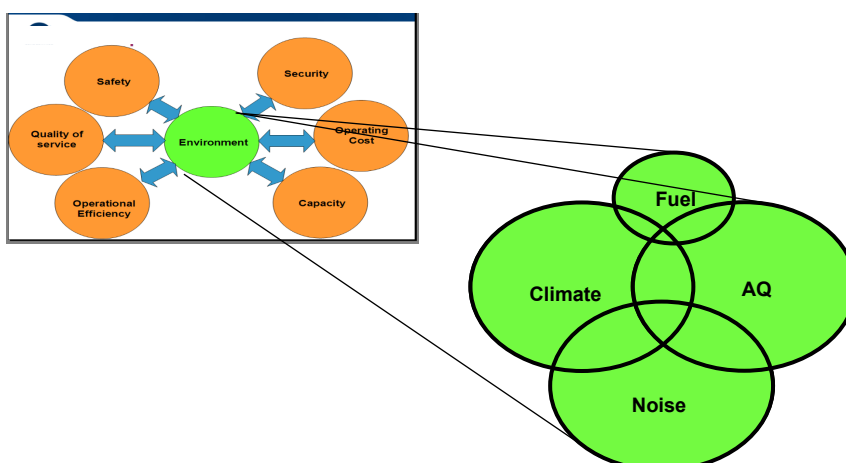 Safety
Security
Quality of
service
Environment
Operating
Cost
Operational
Efficiency
Capacity
Fuel
Climate
AQ
Noise